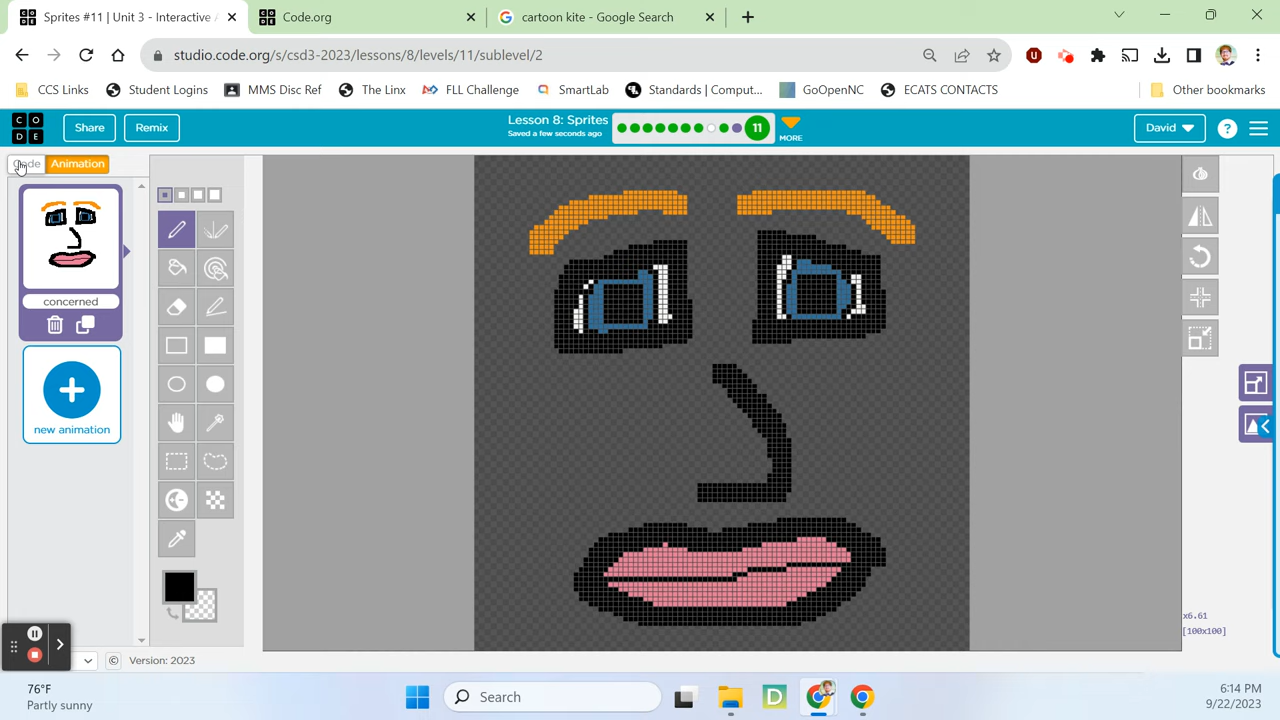 Sprites #11 | Unit 3 - Interactive A
Code.org
cartoon kite - Google Search
studio.code.org/s/csd3-2023/lessons/8/levels/11/sublevel/2
CCS Links
Student Logins
MMS Disc Ref
The Linx
FLL Challenge
SmartLab
Standards | Comput...
GoOpenNC
ECATS CONTACTS
Other bookmarks
C O
D E
Share
Remix
Lesson 8: Sprites
Saved a few seconds ago
11
MORE
David
?
Code
Animation
concerned
new animation
x6.61
[100x100]
© Version: 2023
76°F
Partly sunny
Search
D
6:14 PM
9/22/2023